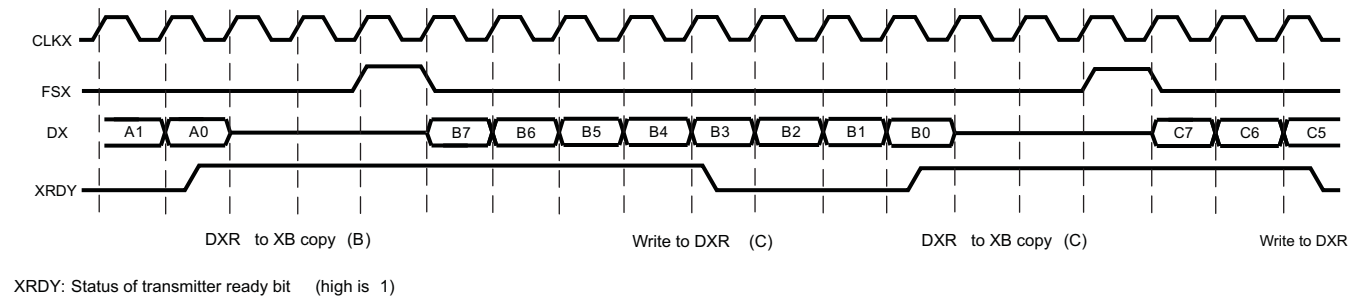 CLKX
FSX
DX A1 A0 B7 B6 B5 B4 B3 B2 B1 B0 C7 C6 C5
XRDY
DXR to XB copy (B) Write to DXR (C) DXR to XB copy (C) Write to DXR
XRDY: Status of transmitter ready bit (high is 1)